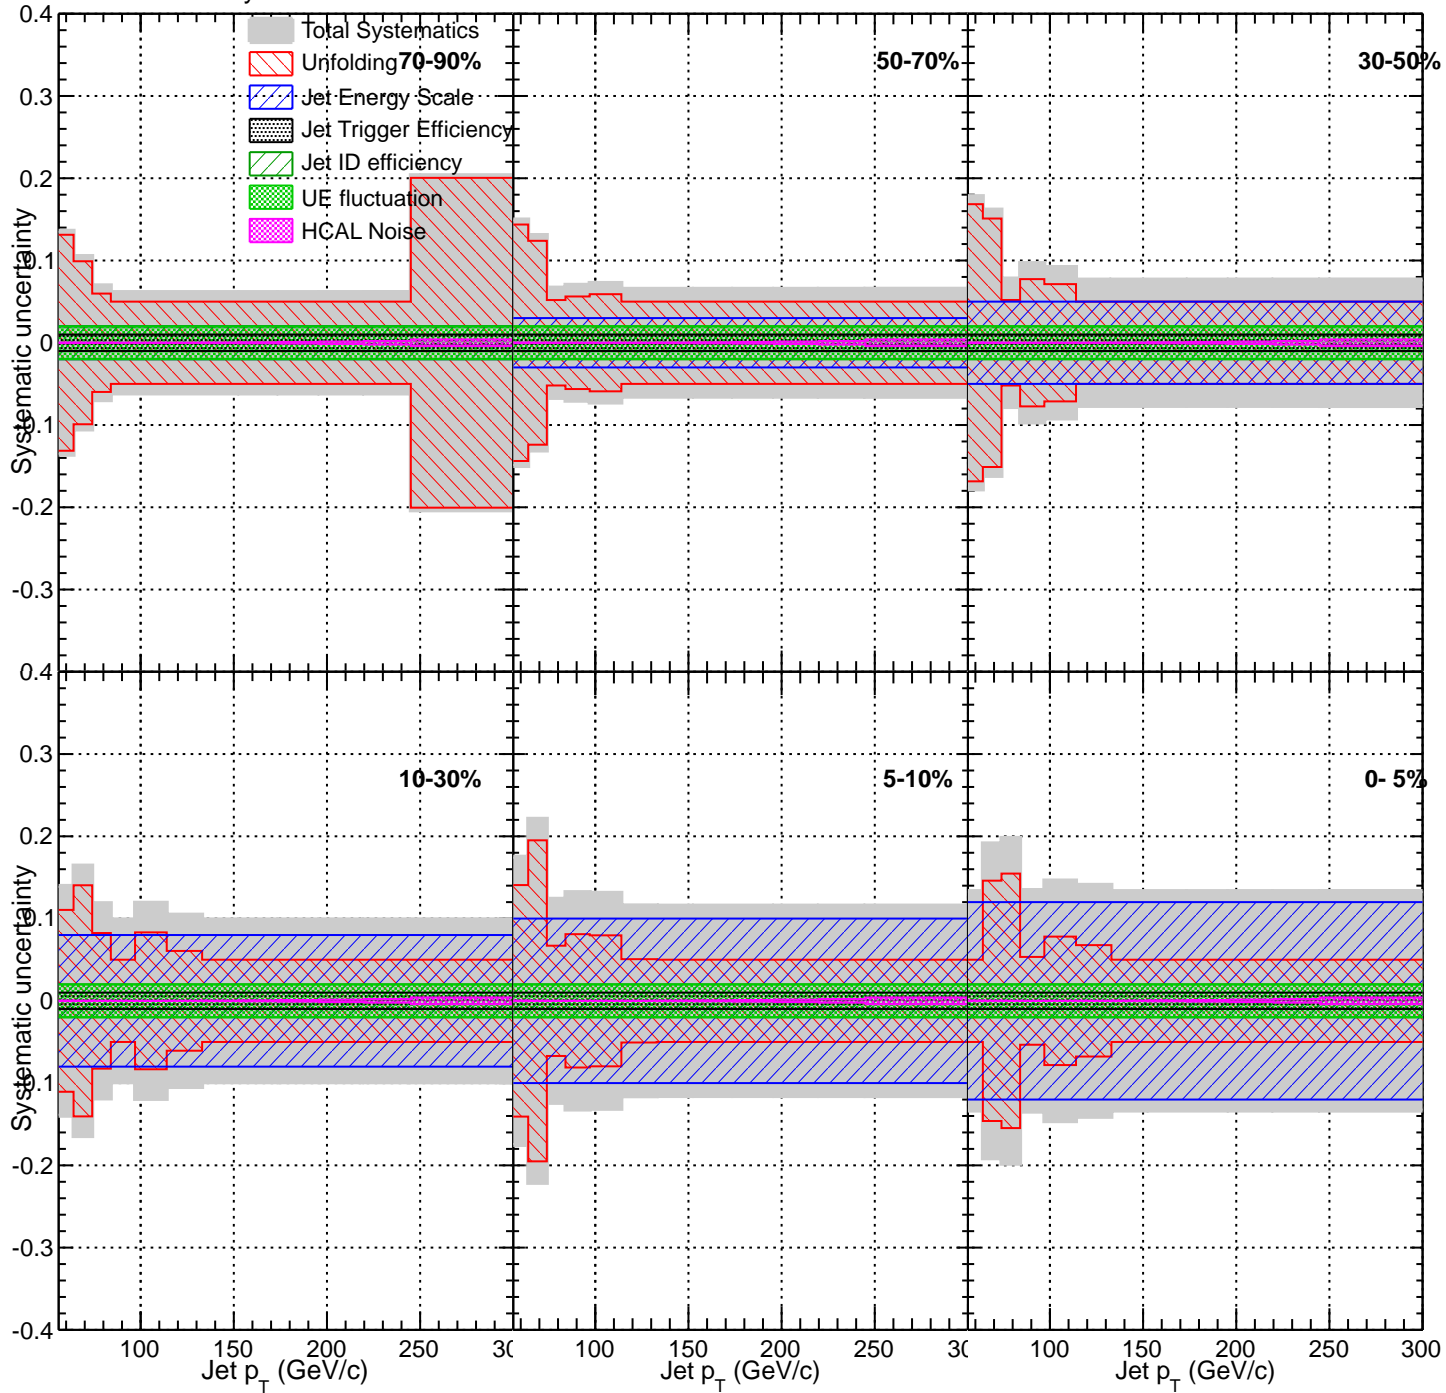 0.4
Total Systematics
Unfolding
70-90%
50-70%
30-50%
0.3
Jet Energy Scale
Jet Trigger Efficiency
Jet ID efficiency
0.2
UE fluctuation
HCAL Noise
0.1
0
-0.1
-0.2
-0.3
Systematic uncertainty
0.4
0.3
10-30%
5-10%
0- 5%
0.2
0.1
0
-0.1
-0.2
-0.3
-0.4
Systematic uncertainty
100 150 200 250 30
100 150 200 250
100 150 200 250 300
Jet pT (GeV/c)
Jet pT (GeV/c)
Jet pT (GeV/c)